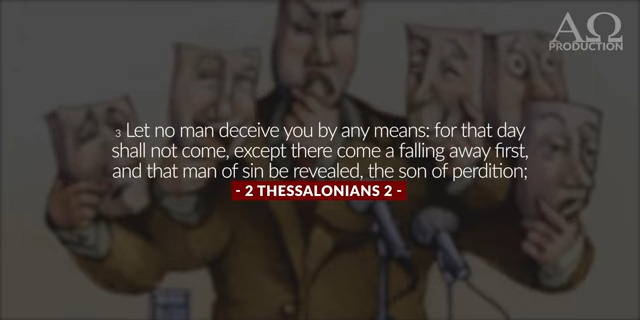 ΑΩ
PRODUCTION
3 Let no man deceive you by any means: for that day
shall not come, except there come a falling away first,
and that man of sin be revealed, the son of perdition;
- 2 THESSALONIANS 2 -